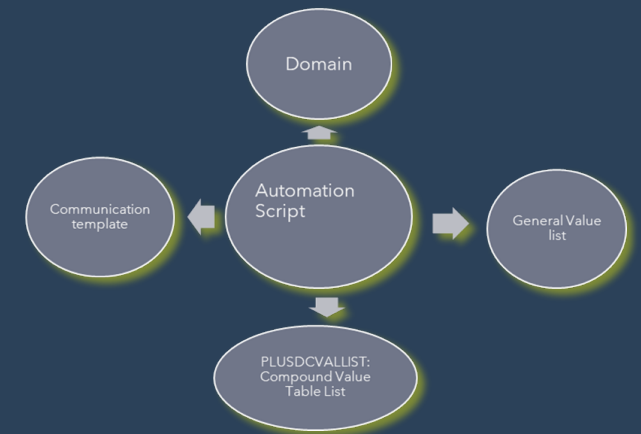 Domain
Automation
Script
Communication
template
General Value
list
PLUSDCVALLIST:
Compound Value
Table List